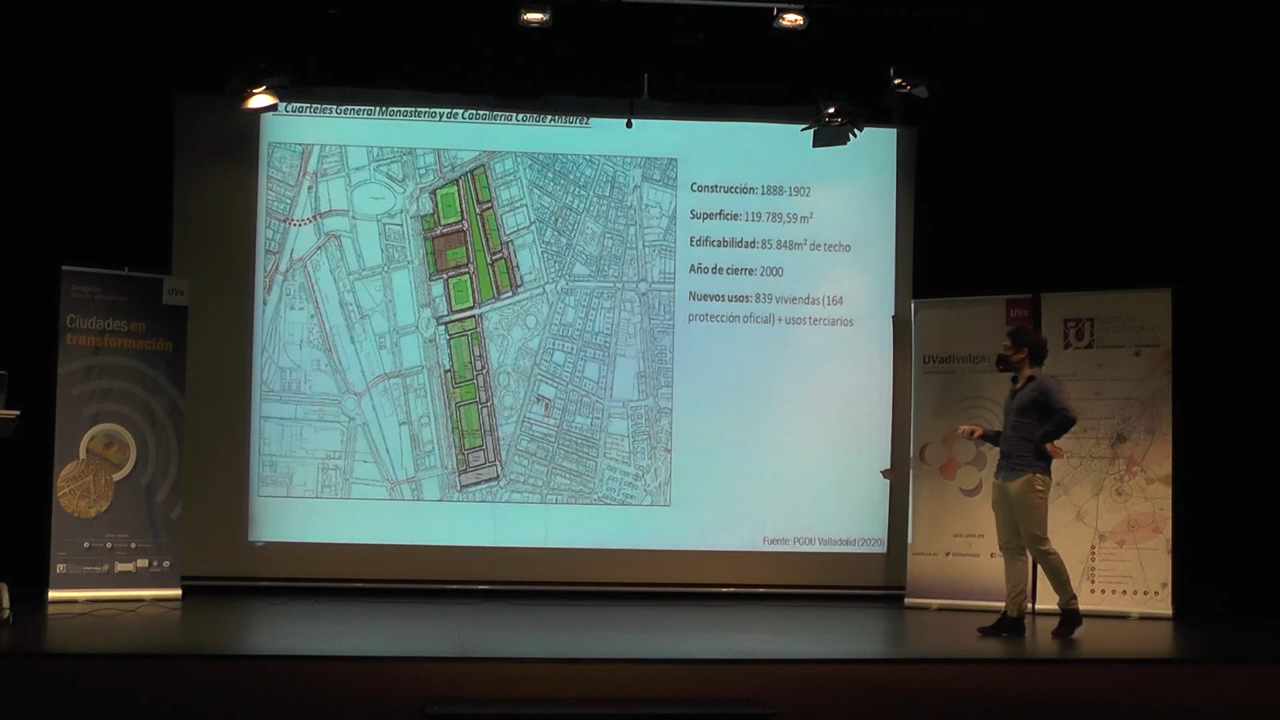 . Cuarteles General Monasterio y de Caballería Conde Ansúrez
Construcción: 1888-1902
Superficie: 119.789,59 m²
Edificabilidad: 85.848m² de techo
Año de cierre: 2000
Nuevos usos: 839 viviendas (164
protección oficial) + usos terciarios
Fuente: PGOU Valladolid (2020)
UVa
Ciudades en
transformación
UVa
UVadivulga